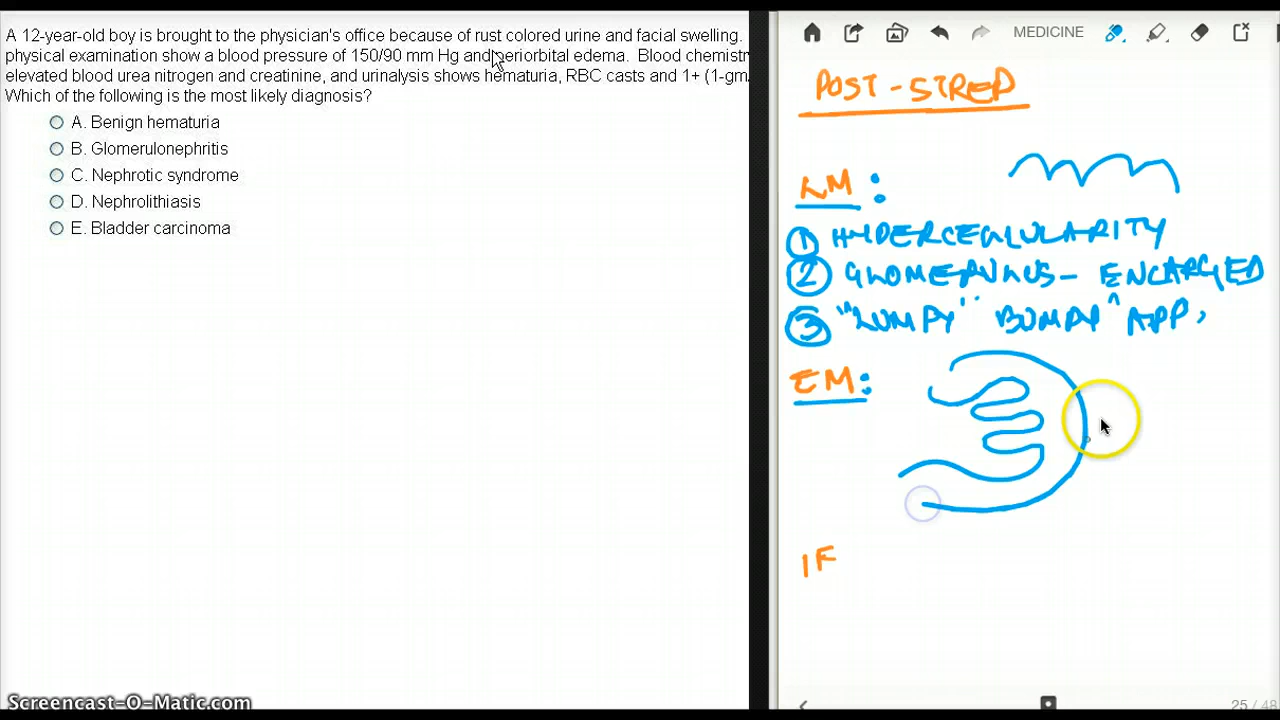 A 12-year-old boy is brought to the physician's office because of rust colored urine and facial swelling.
physical examination show a blood pressure of 150/90 mm Hg and periorbital edema. Blood chemistr
elevated blood urea nitrogen and creatinine, and urinalysis shows hematuria, RBC casts and 1+ (1-gm
Which of the following is the most likely diagnosis?
A. Benign hematuria
B. Glomerulonephritis
C. Nephrotic syndrome
D. Nephrolithiasis
E. Bladder carcinoma
MEDICINE
POST-STREP
LM:
① HYPERCELLULARITY
② GLOMERULUS - ENLARGED
③ "LUMPY" BUMPY" APP.
EM:
IF
25 / 48
Screencast-O-Matic.com